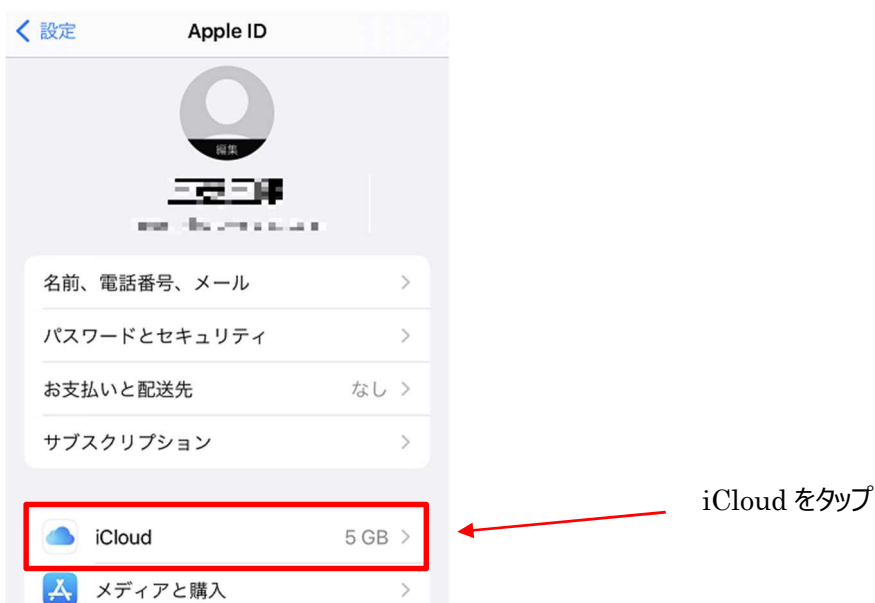 設定
Apple ID
編集
名前、電話番号、メール
パスワードとセキュリティ
お支払いと配送先 なし
サブスクリプション
iCloud 5 GB
iCloud をタップ
メディアと購入